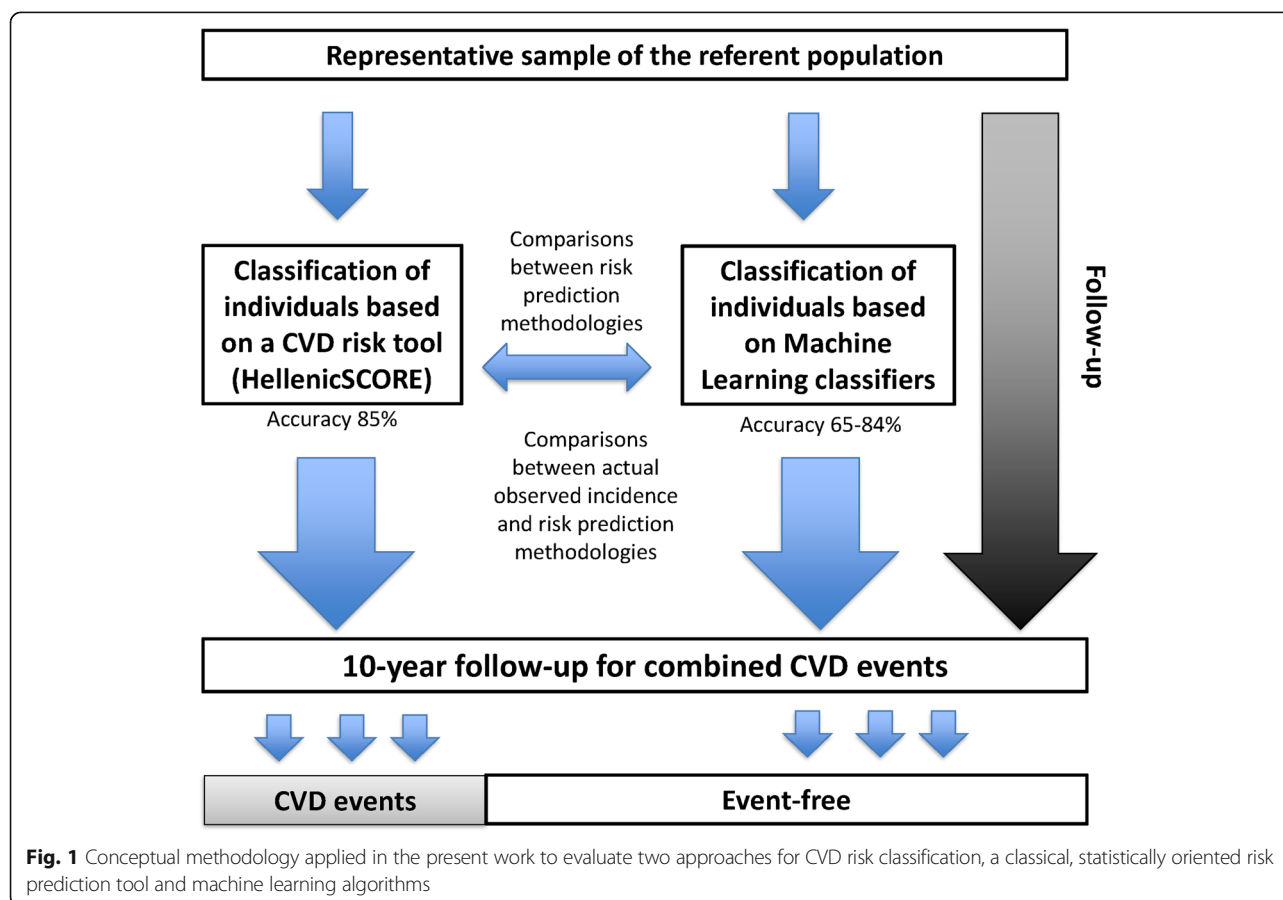 Representative sample of the referent population
Classification of
individuals based
on a CVD risk tool
(HellenicSCORE)
Accuracy 85%
Comparisons
between risk
prediction
methodologies
Comparisons
between actual
observed incidence
and risk prediction
methodologies
Classification of
individuals based
on Machine
Learning classifiers
Accuracy 65-84%
Follow-up
10-year follow-up for combined CVD events
CVD events
Event-free
Fig. 1 Conceptual methodology applied in the present work to evaluate two approaches for CVD risk classification, a classical, statistically oriented risk
prediction tool and machine learning algorithms